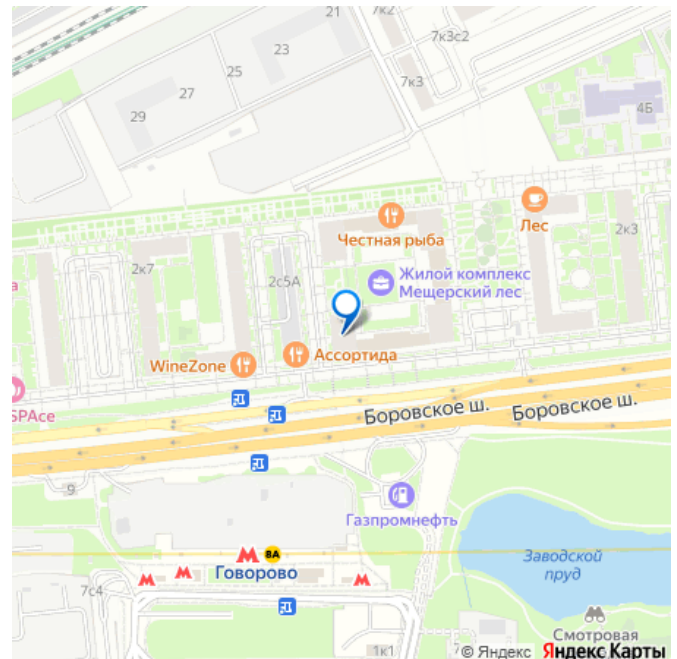 21
7к2
7к3с2
23
25
27
7к3
29
4Б
Лес
Честная рыба
2к3
2к7
2с5А
Жилой комплекс
Мещерский лес
а
WineZone
Ассортида
SPAce
Боровское ш.
Боровское ш.
9
Газпромнефть
8А
Говорово
Заводской
пруд
7с4
1к1
Смотровая
© Яндекс Яндекс Карты